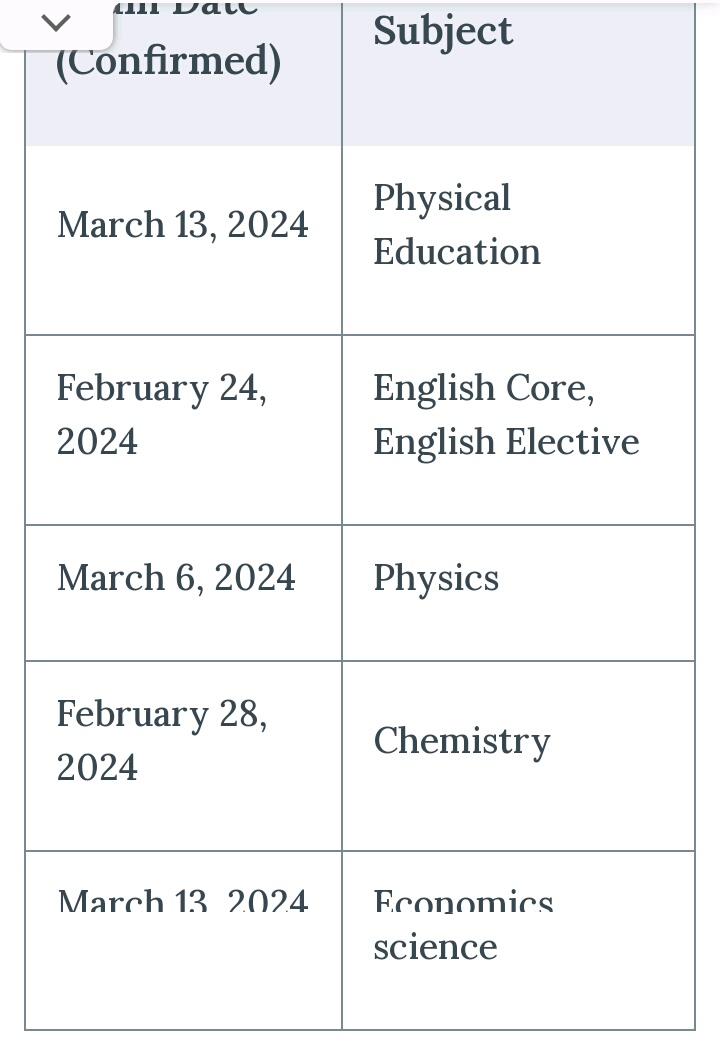 Date
(Confirmed)
Subject
March 13, 2024
Physical
Education
February 24,
2024
English Core,
English Elective
March 6, 2024
Physics
February 28,
2024
Chemistry
March 13, 2024
Economics
science